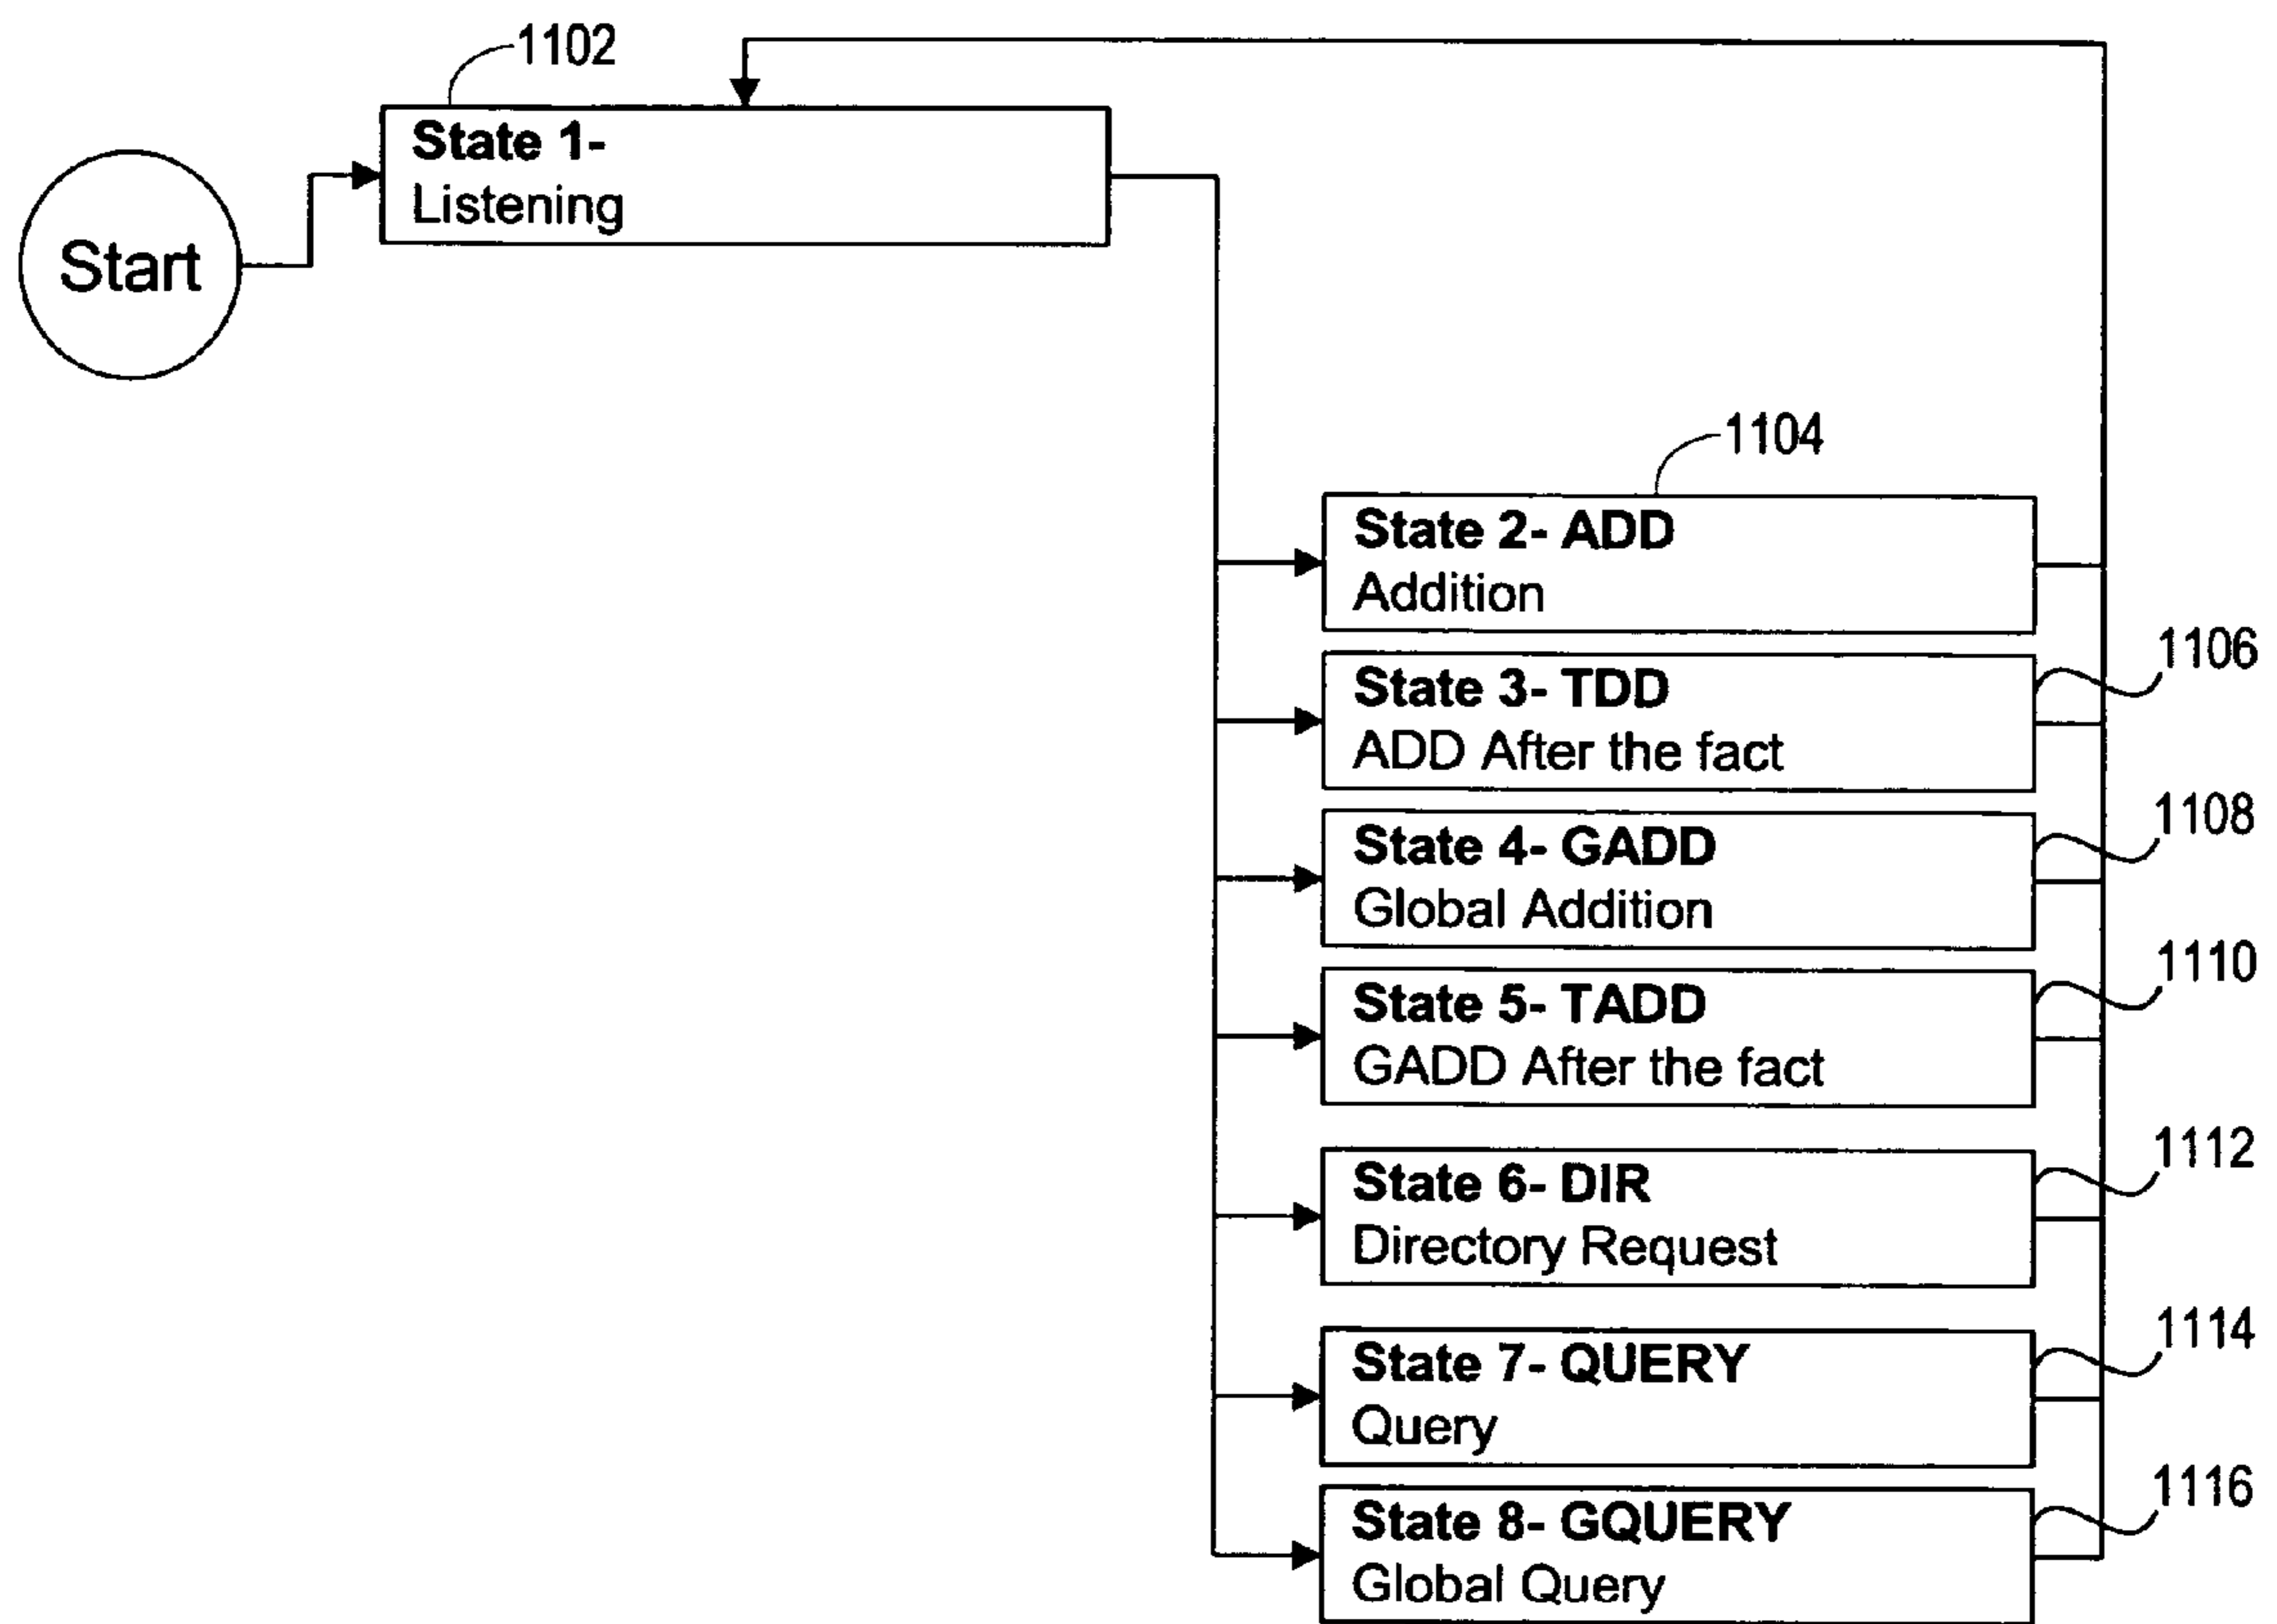 1102
State 1-
Listening
Start
1104
State 2- ADD
Addition
1106
State 3- TDD
ADD After the fact
1108
State 4- GADD
Global Addition
1110
State 5- TADD
GADD After the fact
1112
State 6- DIR
Directory Request
1114
State 7- QUERY
Query
1116
State 8- GQUERY
Global Query